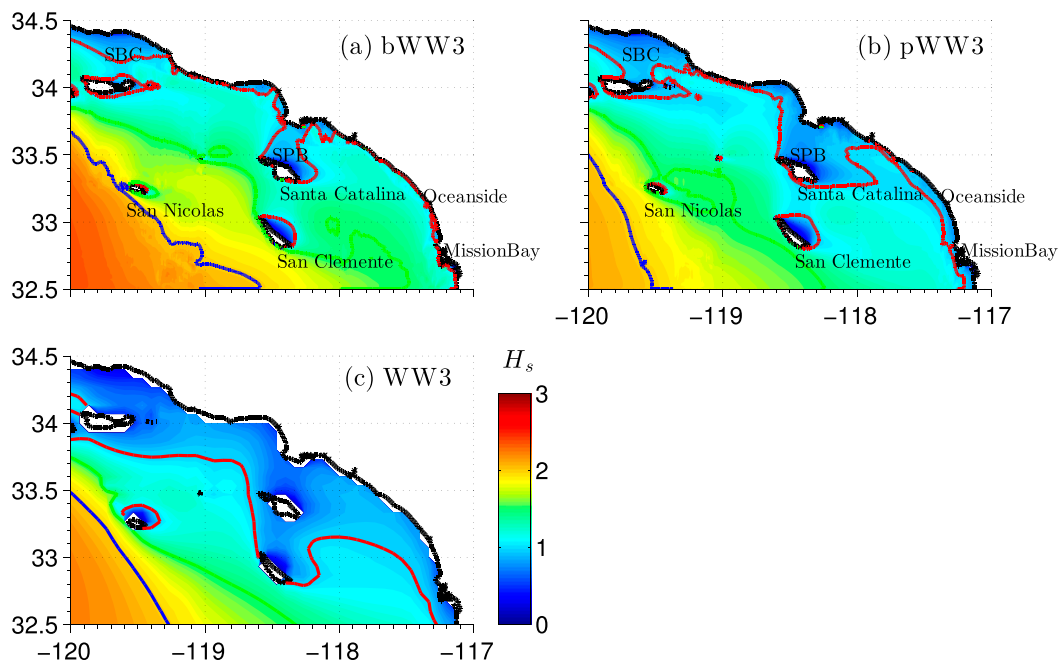 34.5
34
33.5
33
32.5
(a) bWW3
SBC
SPB
Santa Catalina
San Nicolas
San Clemente
Oceanside
MissionBay
(b) pWW3
SBC
SPB
Santa Catalina
San Nicolas
San Clemente
Oceanside
MissionBay
−120
−119
−118
−117
34.5
34
33.5
33
32.5
(c) WW3
−120
−119
−118
−117
Hs
3
2
1
0